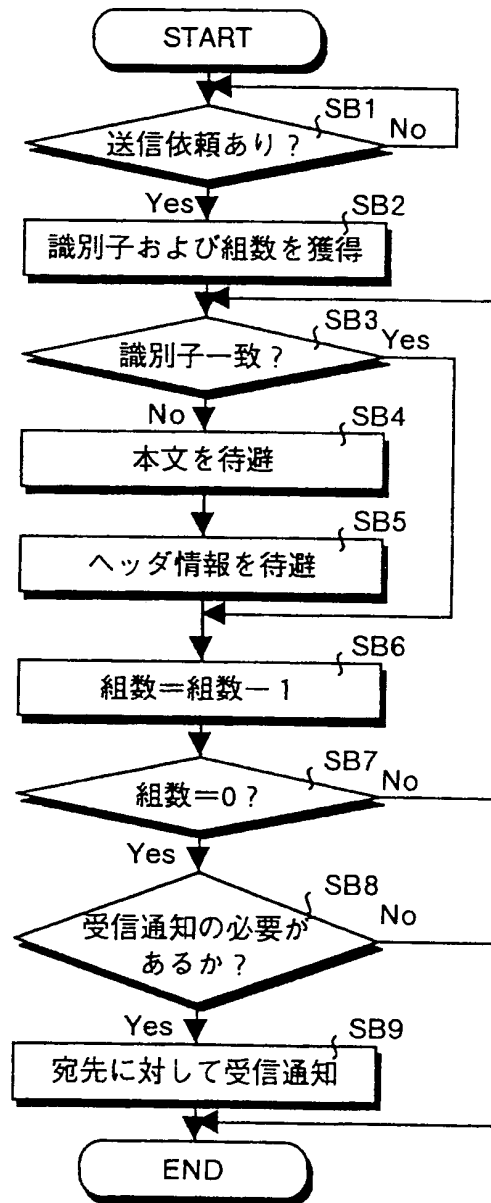 START
SB1
送信依頼あり？
No
Yes
SB2
識別子および組数を獲得
SB3
識別子一致？
Yes
No
SB4
本文を待避
SB5
ヘッダ情報を待避
SB6
組数＝組数－1
SB7
組数＝0？
No
Yes
SB8
受信通知の必要が
あるか？
No
Yes
SB9
宛先に対して受信通知
END